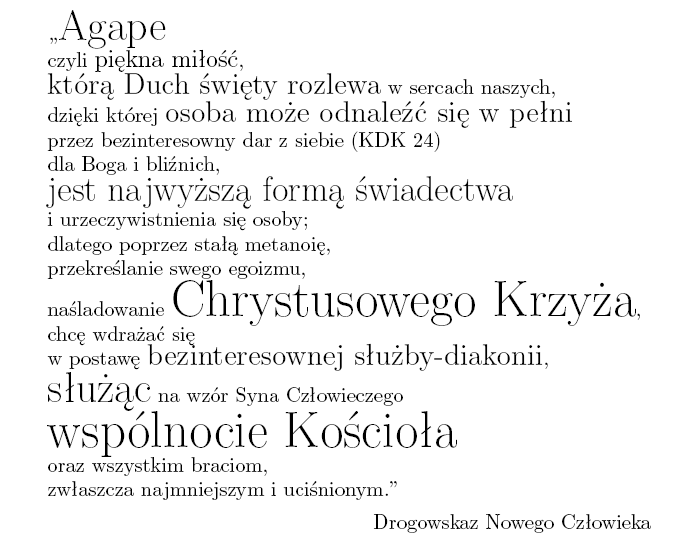 „Agape
czyli piękna miłość,
którą Duch święty rozlewa w sercach naszych,
dzięki której osoba może odnaleźć się w pełni
przez bezinteresowny dar z siebie (KDK 24)
dla Boga i bliźnich,
jest najwyższą formą świadectwa
i urzeczywistnienia się osoby;
dlatego poprzez stałą metanoię,
przekreślanie swego egoizmu,
naśladowanie Chrystusowego Krzyża,
chcę wdrażać się
w postawę bezinteresownej służby-diakonii,
służąc na wzór Syna Człowieczego
wspólnocie Kościoła
oraz wszystkim braciom,
zwłaszcza najmniejszym i uciśnionym.”
Drogowskaz Nowego Człowieka